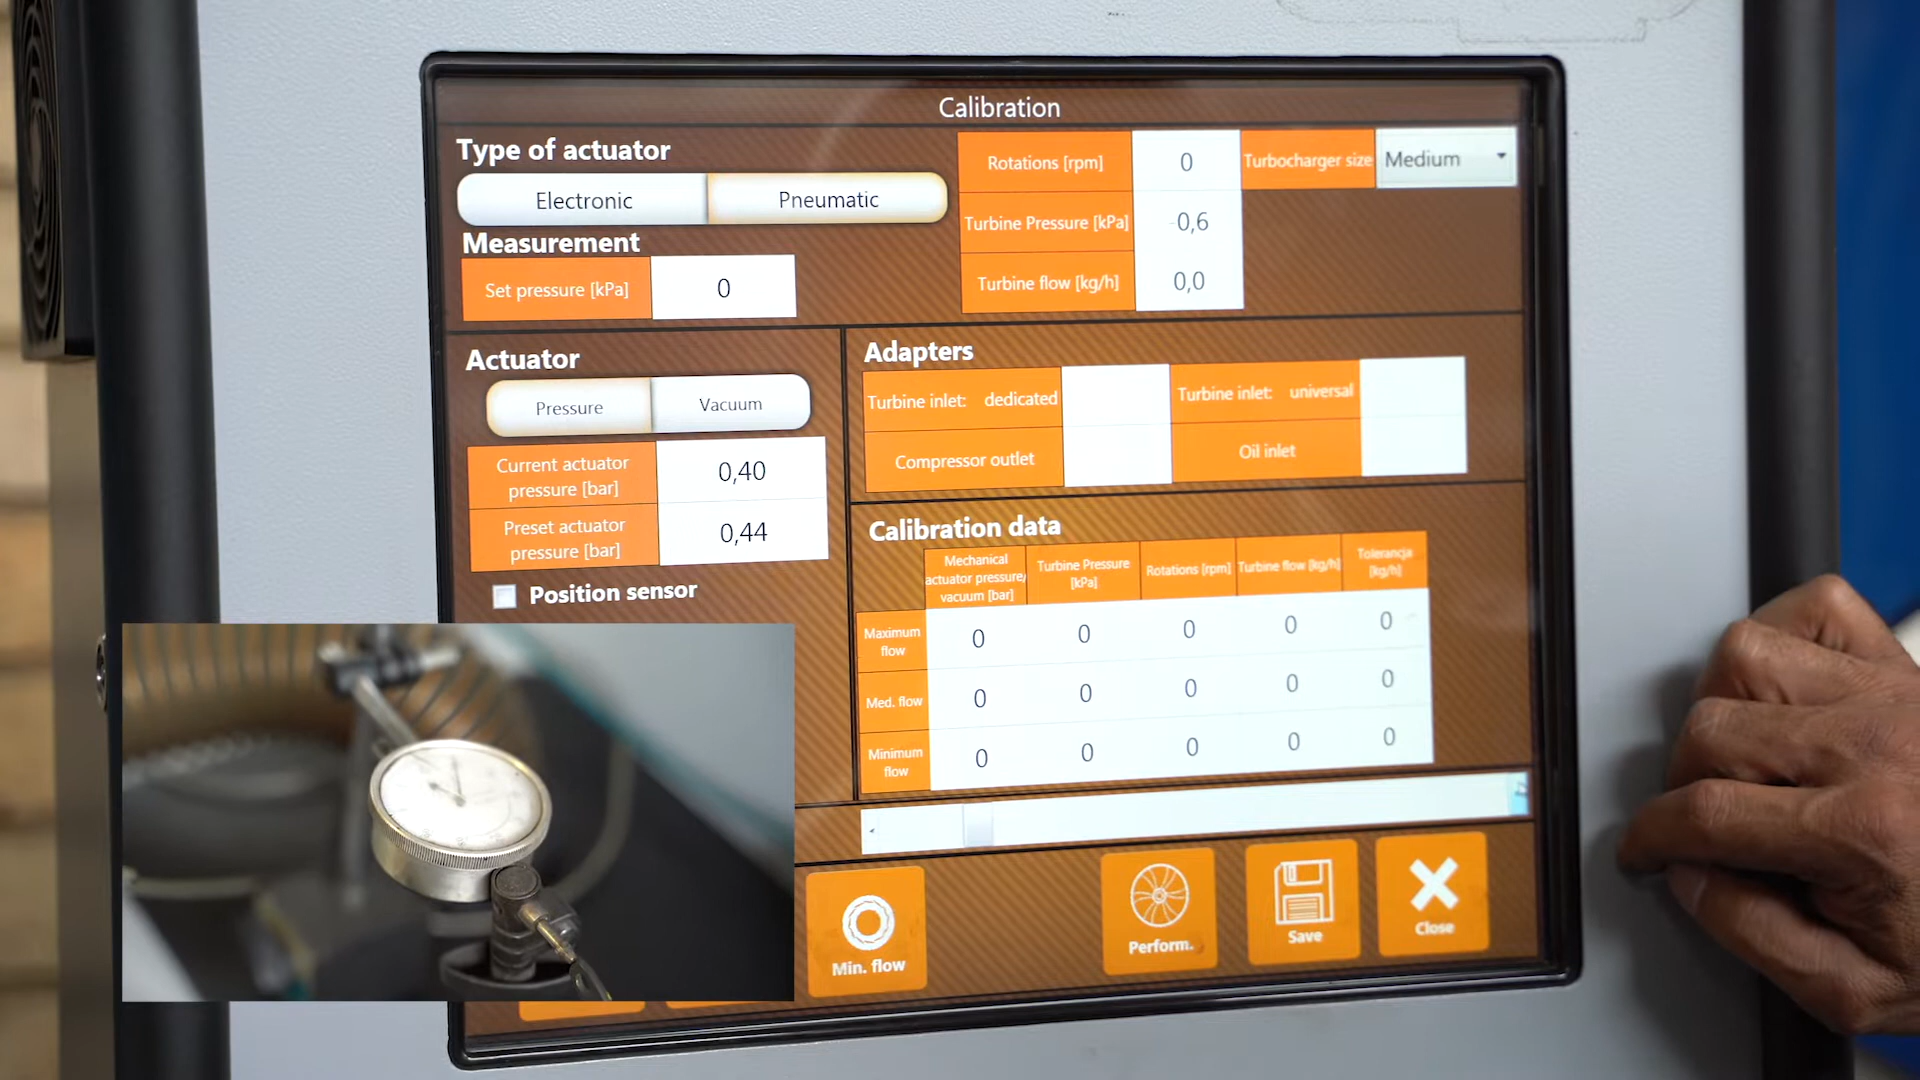 Calibration
Type of actuator
Electronic
Pneumatic
Rotations [rpm]
0
Turbocharger size
Medium
Turbine Pressure [kPa]
-0,6
Turbine flow [kg/h]
0,0
Measurement
Set pressure [kPa]
0
Actuator
Pressure
Vacuum
Current actuator
pressure [bar]
0,40
Preset actuator
pressure [bar]
0,44
Position sensor
Adapters
Turbine inlet: dedicated
Turbine inlet: universal
Compressor outlet
Oil inlet
Calibration data
Mechanical
actuator pressure/
vacuum [bar]
Turbine Pressure
[kPa]
Rotations [rpm]
Turbine flow [kg/h]
Tolerancja
[kg/h]
Maximum
flow
0 0 0 0 0
Med. flow
0 0 0 0 0
Minimum
flow
0 0 0 0 0
Min. flow
Perform.
Save
Close